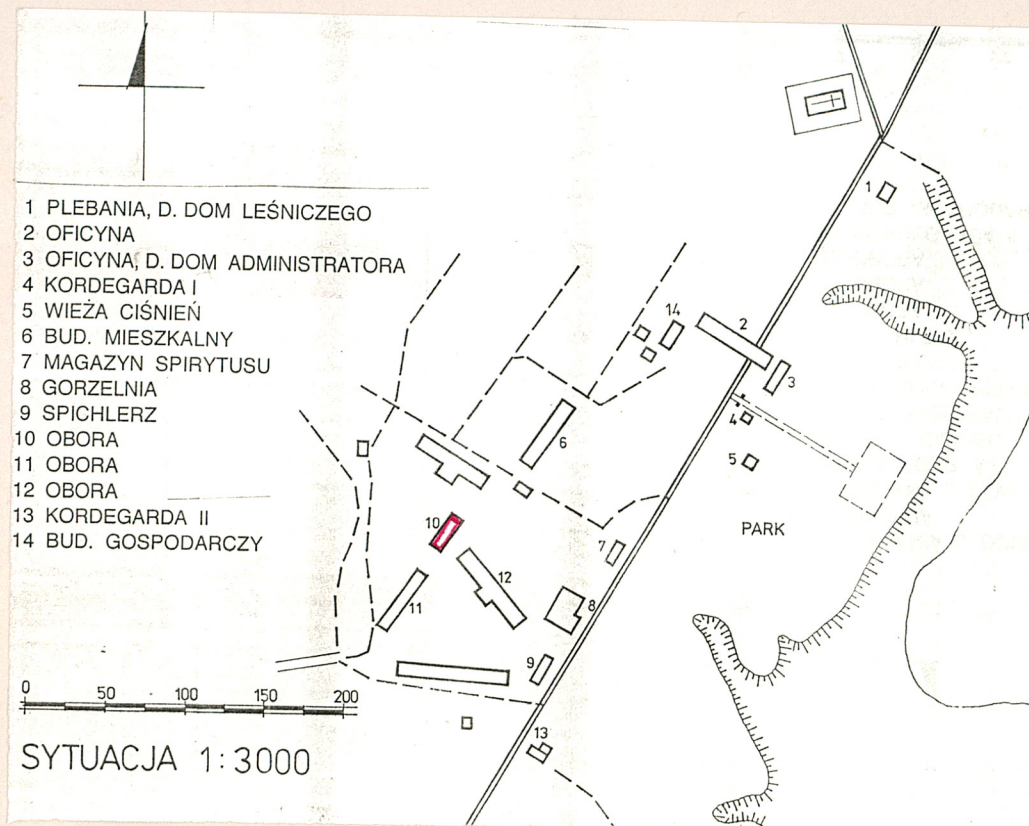 1 PLEBANIA, D. DOM LEŚNICZEGO
2 OFICYNA
3 OFICYNA, D. DOM ADMINISTRATORA
4 KORDEGARDA I
5 WIEŻA CIŚNIEŃ
6 BUD. MIESZKALNY
7 MAGAZYN SPIRYTUSU
8 GORZELNIA
9 SPICHLERZ
10 OBORA
11 OBORA
12 OBORA
13 KORDEGARDA II
14 BUD. GOSPODARCZY
1
14
2
3
4
6
5
10
PARK
7
12
11
8
9
13
0 50 100 150 200
SYTUACJA 1:3000